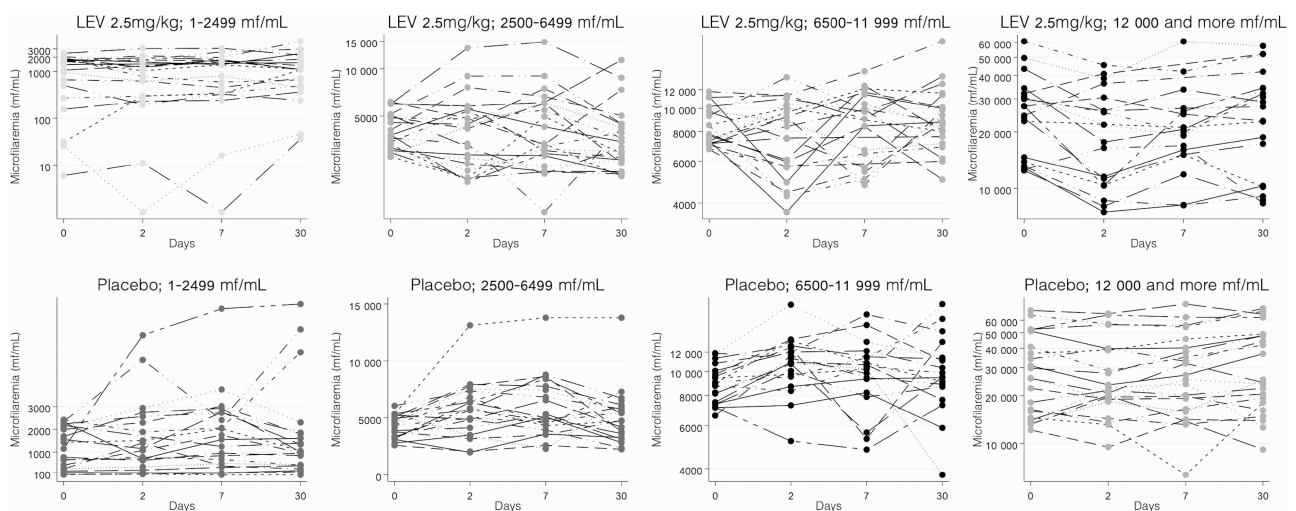 LEV 2.5mg/kg; 1-2499 mf/mL
Microfilaremia (mf/mL)
3000
2000
1000
100
10
0 2 7 30
Days
LEV 2.5mg/kg; 2500-6499 mf/mL
Microfilaremia (mf/mL)
15 000
10 000
5000
0 2 7 30
Days
LEV 2.5mg/kg; 6500-11 999 mf/mL
Microfilaremia (mf/mL)
12 000
10 000
8000
6000
4000
0 2 7 30
Days
LEV 2.5mg/kg; 12 000 and more mf/mL
Microfilaremia (mf/mL)
60 000
50 000
40 000
30 000
20 000
10 000
0 2 7 30
Days
Placebo; 1-2499 mf/mL
Microfilaremia (mf/mL)
3000
2000
1000
100
0 2 7 30
Days
Placebo; 2500-6499 mf/mL
Microfilaremia (mf/mL)
15 000
10 000
5000
0
0 2 7 30
Days
Placebo; 6500-11 999 mf/mL
Microfilaremia (mf/mL)
12 000
10 000
8000
6000
4000
0 2 7 30
Days
Placebo; 12 000 and more mf/mL
Microfilaremia (mf/mL)
60 000
50 000
40 000
30 000
20 000
10 000
0 2 7 30
Days